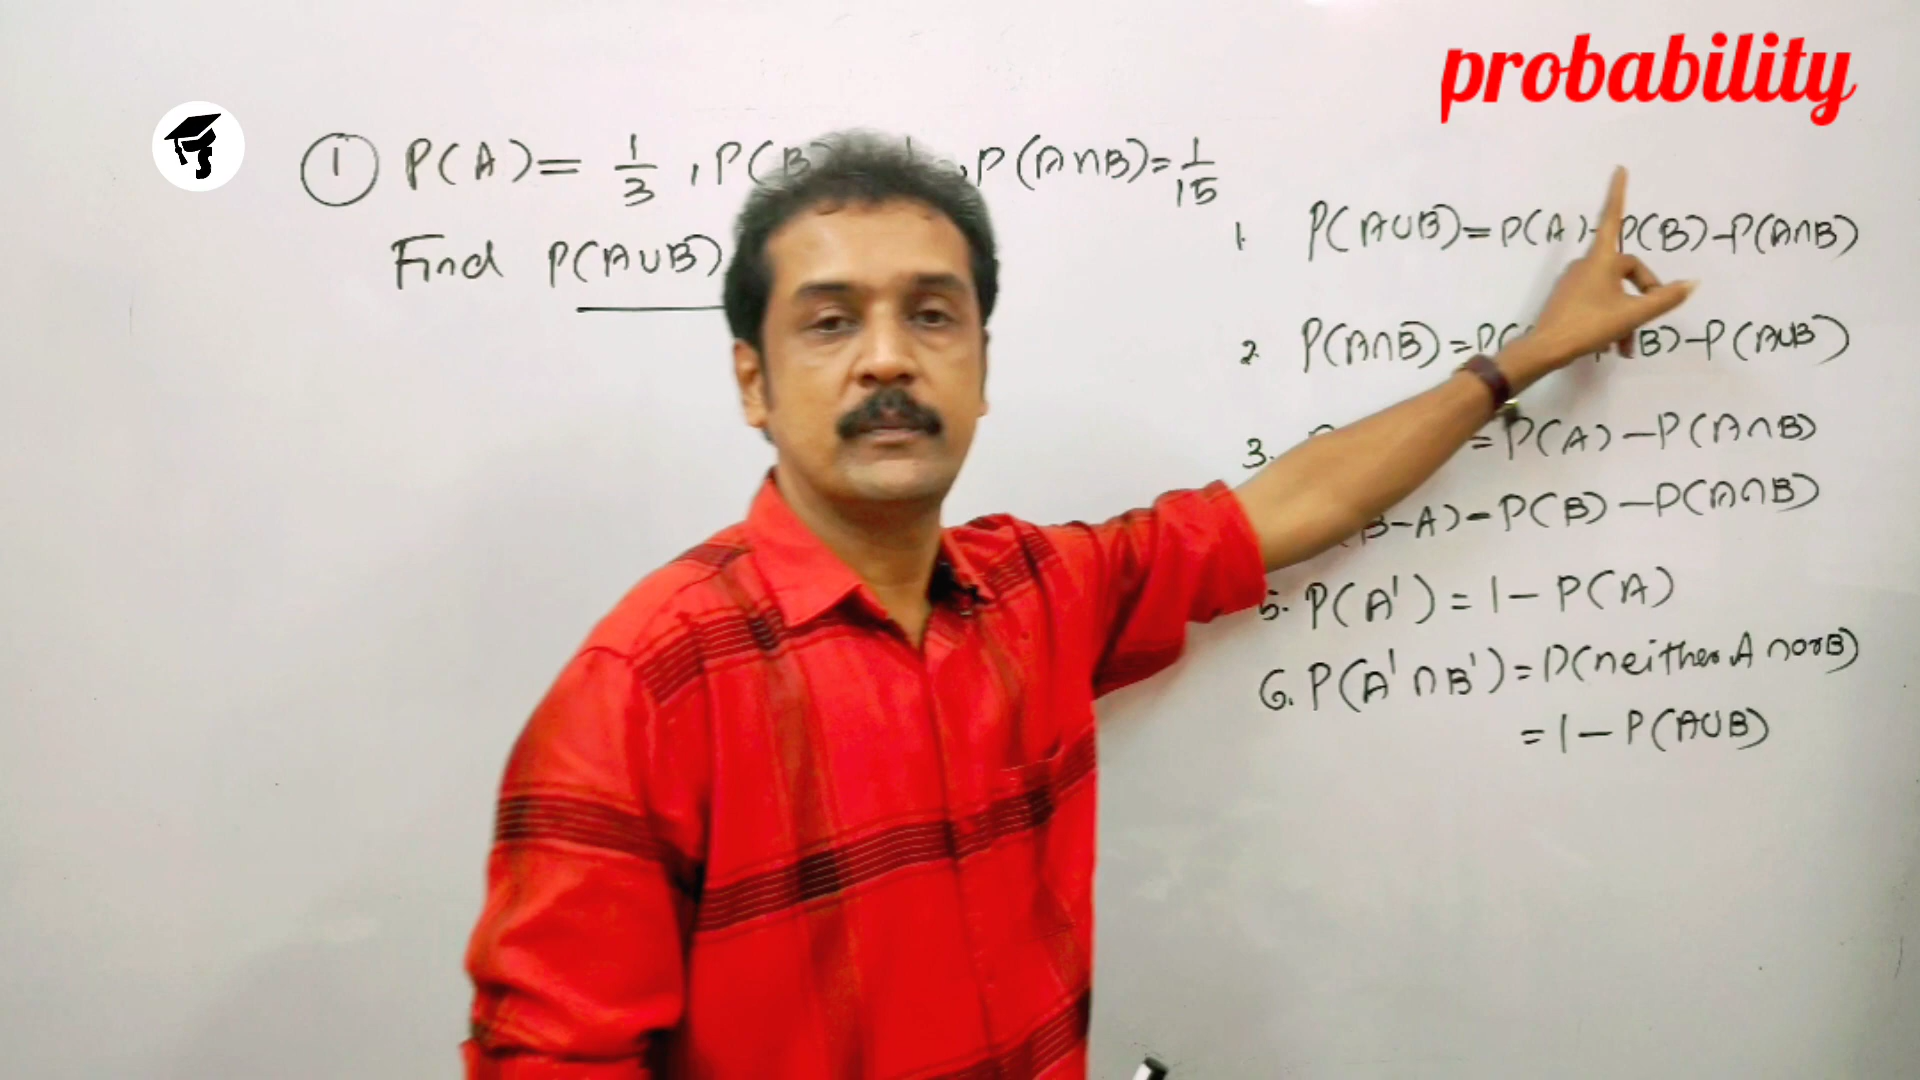 probability
① P(A) = 1/3 , P(B) , P(A∩B) = 1/15
Find P(A∪B)
1. P(A∪B) = P(A) P(B) - P(A∩B)
2. P(A∩B) = P( B) - P(A∪B)
3. = P(A) - P(A∩B)
B-A) = P(B) - P(A∩B)
5. P(A') = 1 - P(A)
6. P(A'∩B') = P(neither A nor B)
= 1 - P(A∪B)